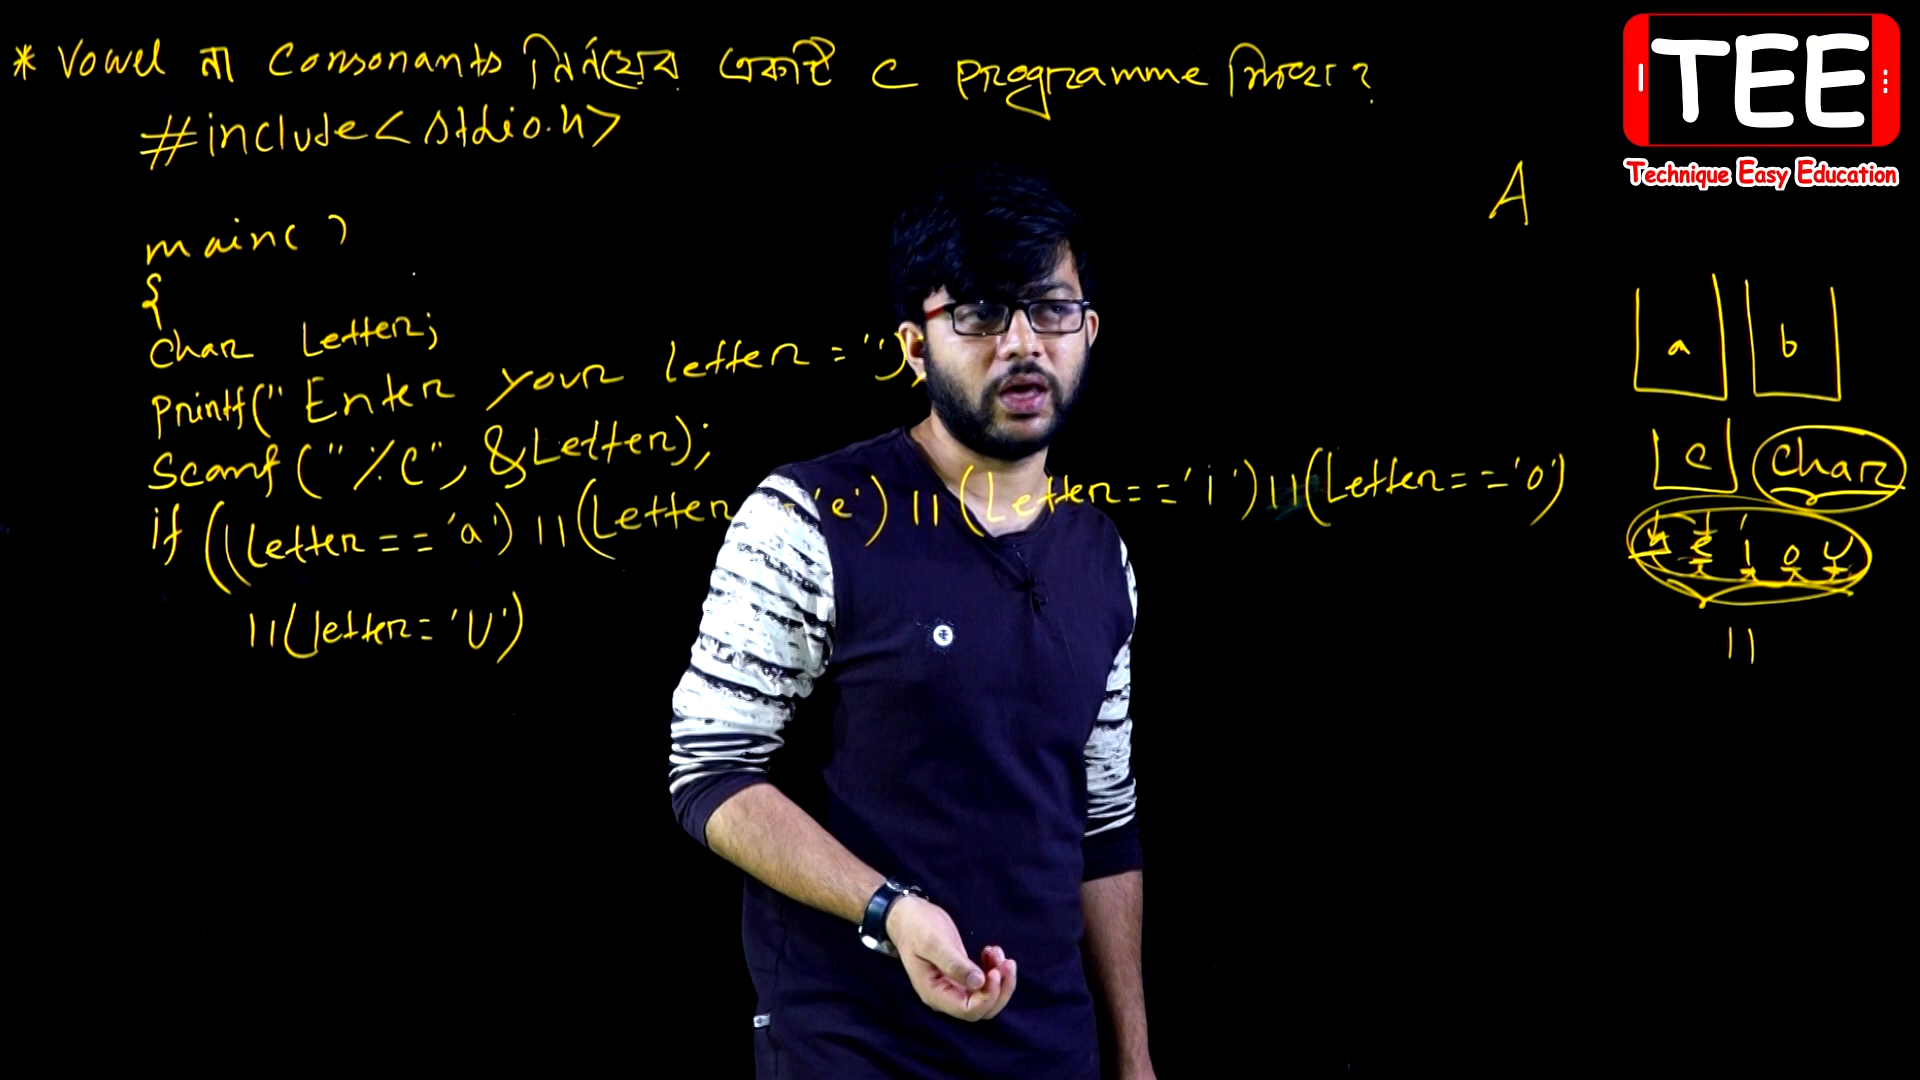 * Vowel না Consonants নির্ণয়ের একটি C programme লিখো?
#include<stdio.h>
main( )
{
char Letter;
Printf("Enter your letter = ");
Scanf("%c", &Letter);
if ((Letter=='a') ||(Letter 'e') ||(Letter=='i') ||(Letter=='o')
||(Letter='U')
TEE
Technique Easy Education
A
a b
c char
i o U
||